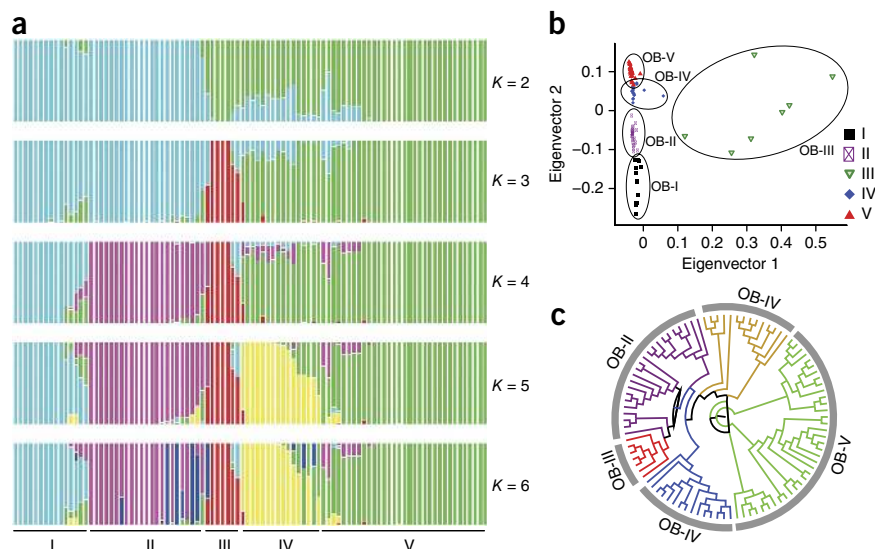 a
K = 2
K = 3
K = 4
K = 5
K = 6
I II III IV V
b
Eigenvector 2
0.1
0
−0.1
−0.2
0 0.1 0.2 0.3 0.4 0.5
Eigenvector 1
OB-V
OB-IV
OB-II
OB-I
OB-III
I
II
III
IV
V
c
OB-IV
OB-II
OB-V
OB-III
OB-IV